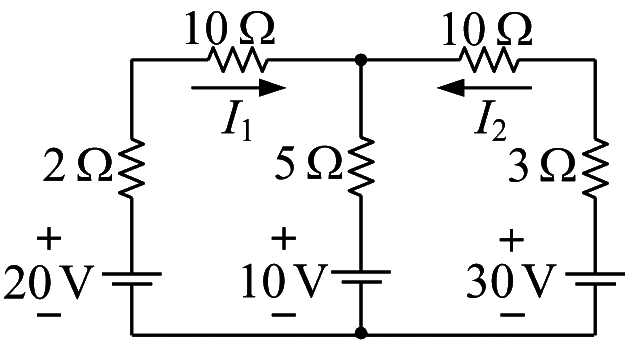 10 Ω 10 Ω
I₁ I₂
2 Ω 5 Ω 3 Ω
+ + +
20 V 10 V 30 V
− − −